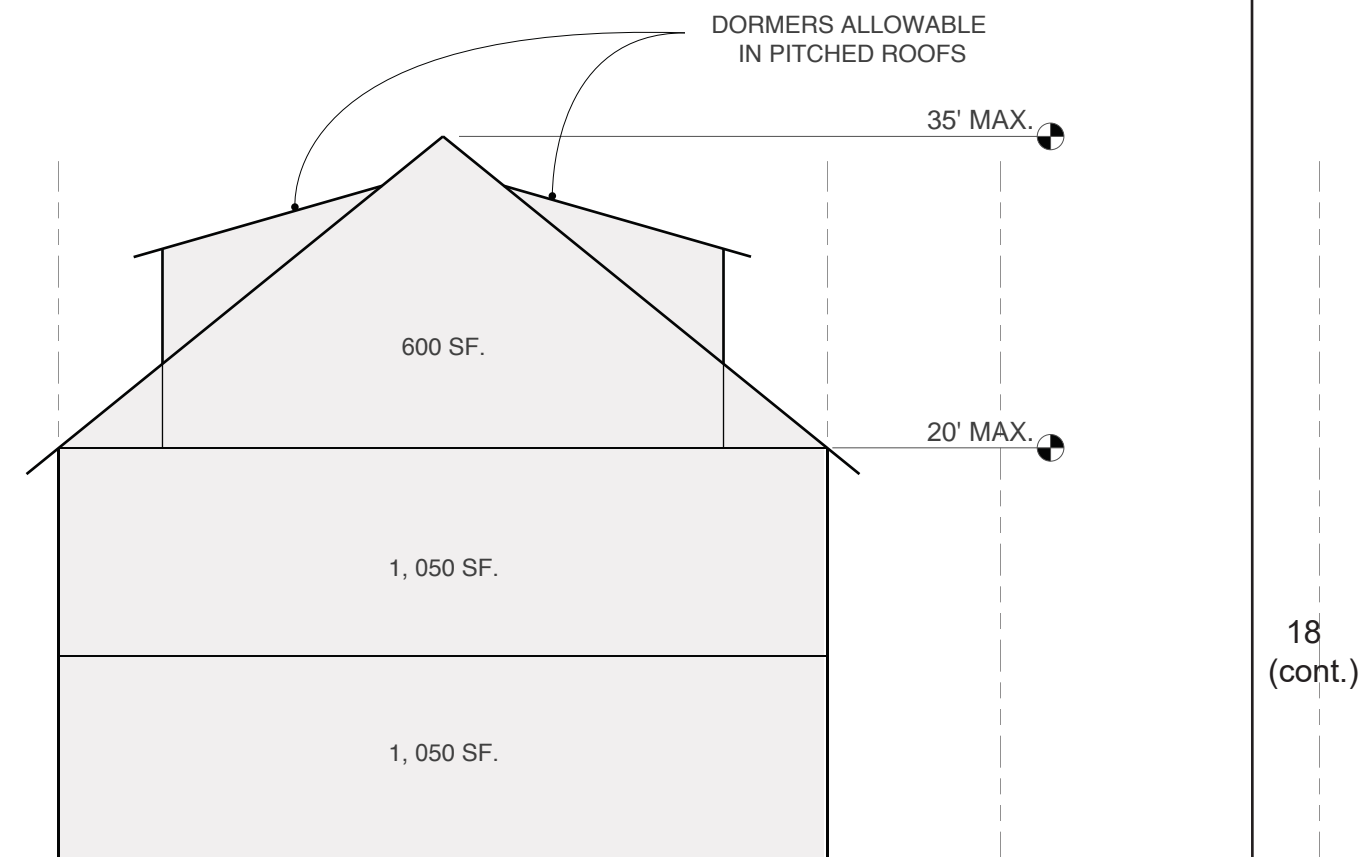 DORMERS ALLOWABLE
IN PITCHED ROOFS
35' MAX.
600 SF.
20' MAX.
1, 050 SF.
18
(cont.)
1, 050 SF.